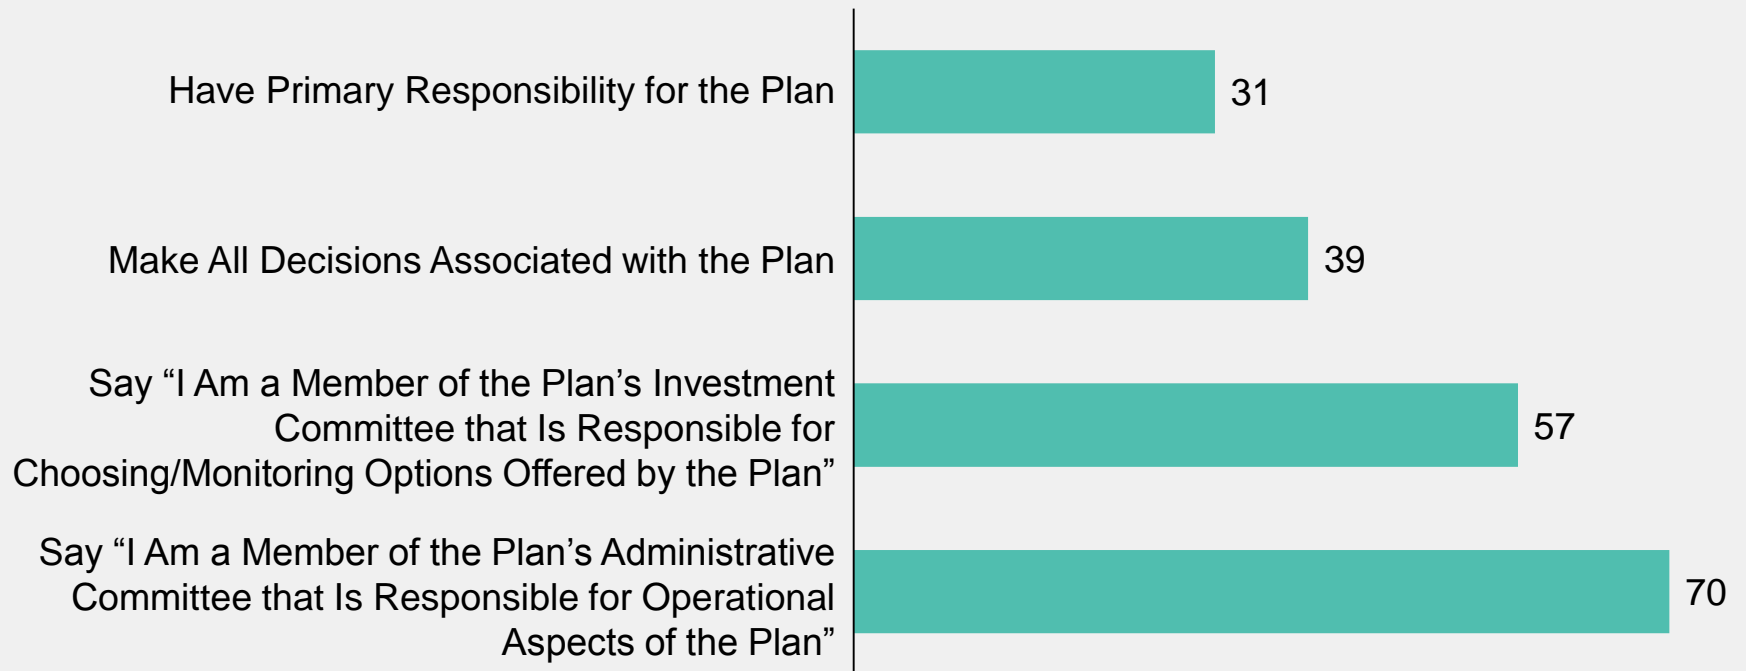 Have Primary Responsibility for the Plan
31
Make All Decisions Associated with the Plan
39
Say “I Am a Member of the Plan’s Investment
Committee that Is Responsible for
Choosing/Monitoring Options Offered by the Plan”
57
Say “I Am a Member of the Plan’s Administrative
Committee that Is Responsible for Operational
Aspects of the Plan”
70